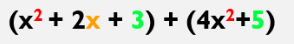 (x² + 2x + 3) + (4x²+5)